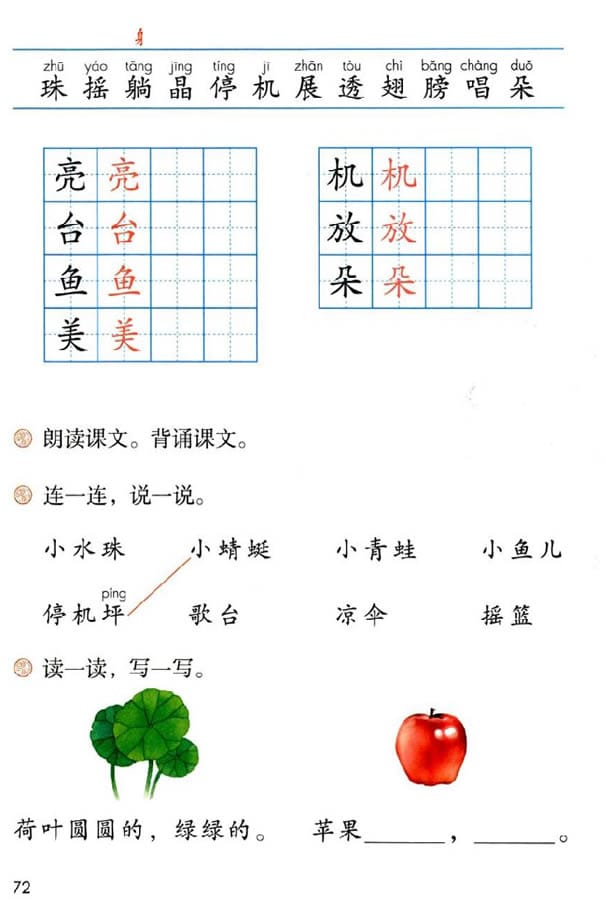 身
zhū yáo tǎng jīng tíng jī zhǎn tòu chì bǎng chàng duǒ
珠 摇 躺 晶 停 机 展 透 翅 膀 唱 朵
亮 亮
台 台
鱼 鱼
美 美
机 机
放 放
朵 朵
朗读课文。背诵课文。
连一连，说一说。
小水珠 小蜻蜓 小青蛙 小鱼儿
píng
停机坪 歌台 凉伞 摇篮
读一读，写一写。
荷叶圆圆的，绿绿的。 苹果______，______。
72